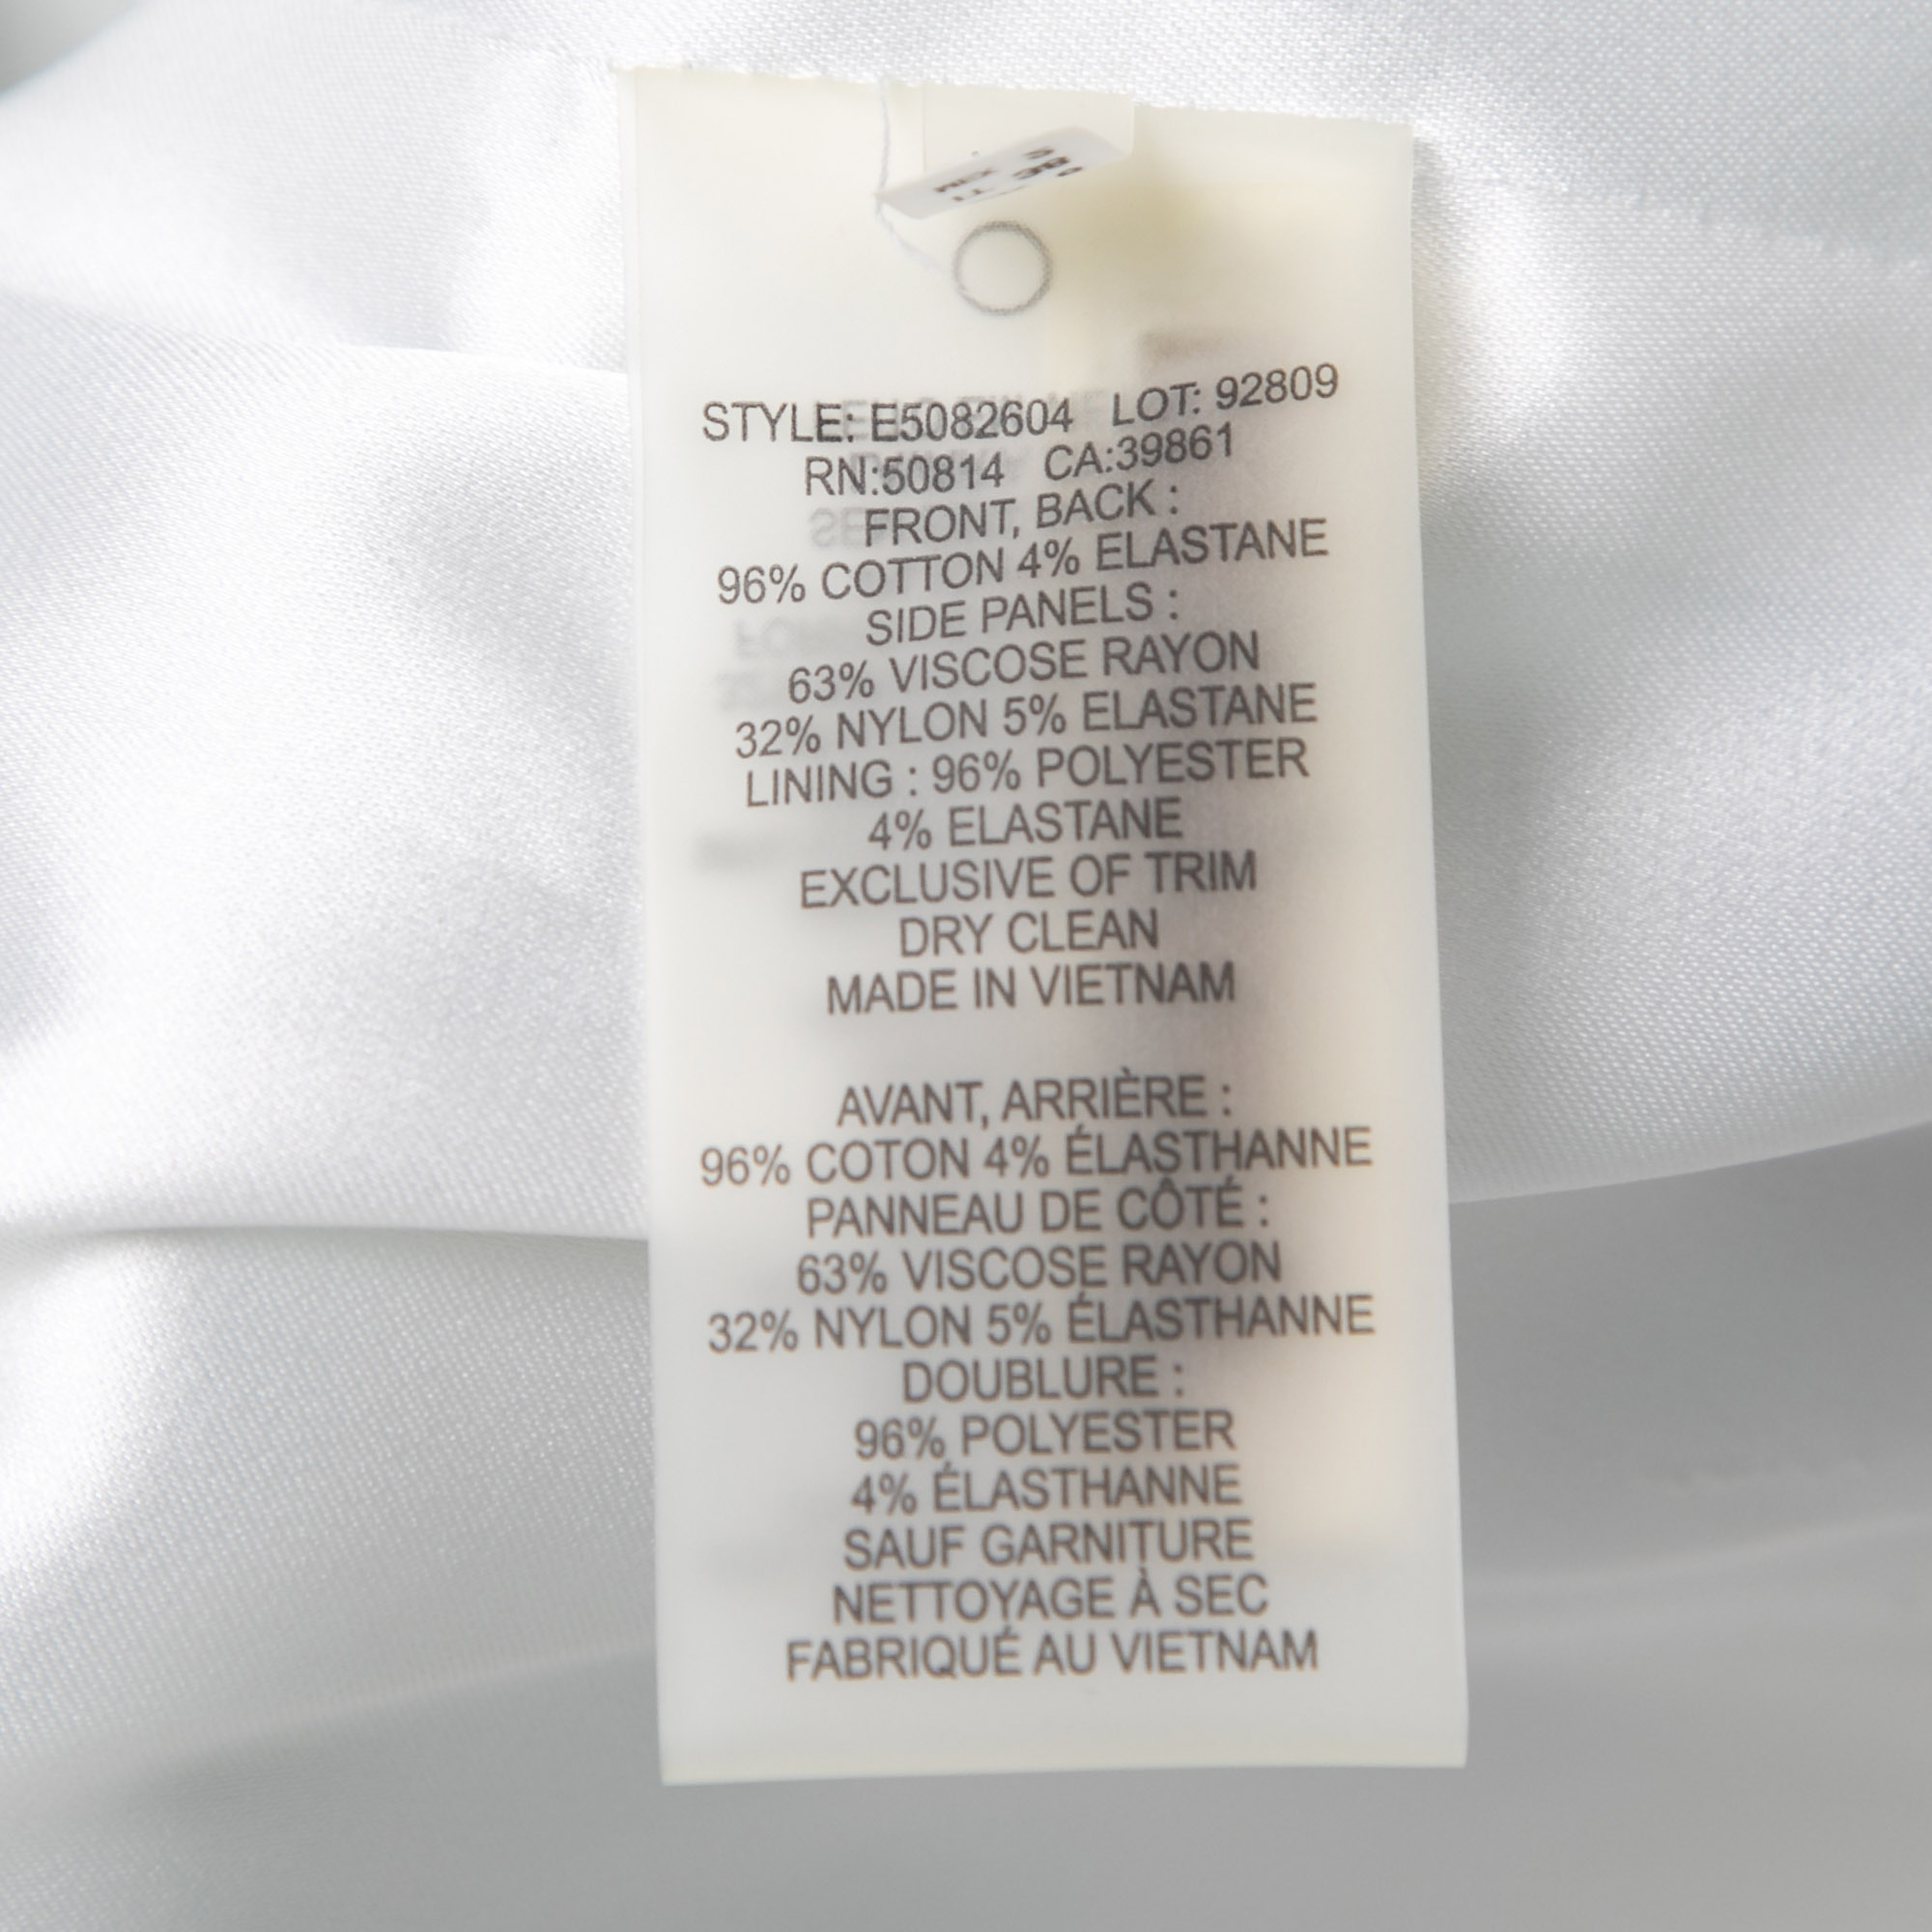 STYLE: E5082604 LOT: 92809
RN:50814 CA:39861
FRONT, BACK :
96% COTTON 4% ELASTANE
SIDE PANELS :
63% VISCOSE RAYON
32% NYLON 5% ELASTANE
LINING : 96% POLYESTER
4% ELASTANE
EXCLUSIVE OF TRIM
DRY CLEAN
MADE IN VIETNAM
AVANT, ARRIÈRE :
96% COTON 4% ÉLASTHANNE
PANNEAU DE CÔTÉ :
63% VISCOSE RAYON
32% NYLON 5% ÉLASTHANNE
DOUBLURE :
96% POLYESTER
4% ÉLASTHANNE
SAUF GARNITURE
NETTOYAGE À SEC
FABRIQUÉ AU VIETNAM